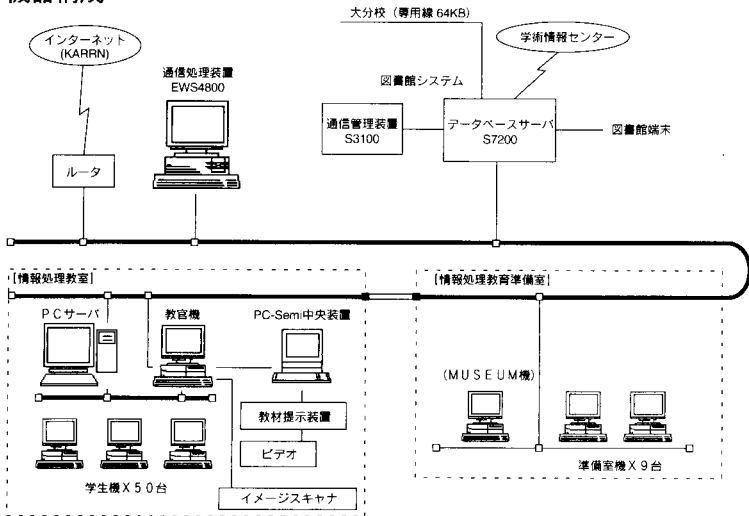 大分校（専用線 64KB）
インターネット
(KARRN)
学術情報センター
通信処理装置
EWS4800
図書館システム
通信管理装置
S3100
データベースサーバ
S7200
図書館端末
ルータ
【情報処理教室】
【情報処理教育準備室】
ＰＣサーバ
教官機
PC-Semi中央装置
(ＭＵＳＥＵＭ機)
教材提示装置
ビデオ
学生機Ｘ５０台
イメージスキャナ
準備室機Ｘ９台